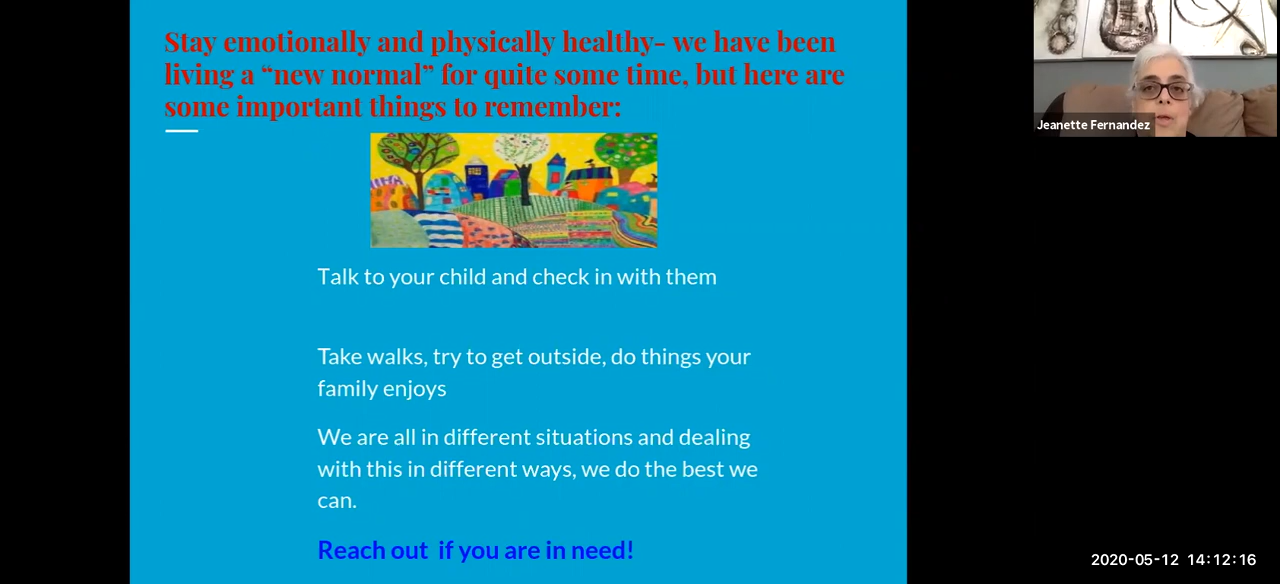 Stay emotionally and physically healthy- we have been
living a “new normal” for quite some time, but here are
some important things to remember:
Talk to your child and check in with them
Take walks, try to get outside, do things your
family enjoys
We are all in different situations and dealing
with this in different ways, we do the best we
can.
Reach out  if you are in need!
Jeanette Fernandez
2020-05-12 14:12:16